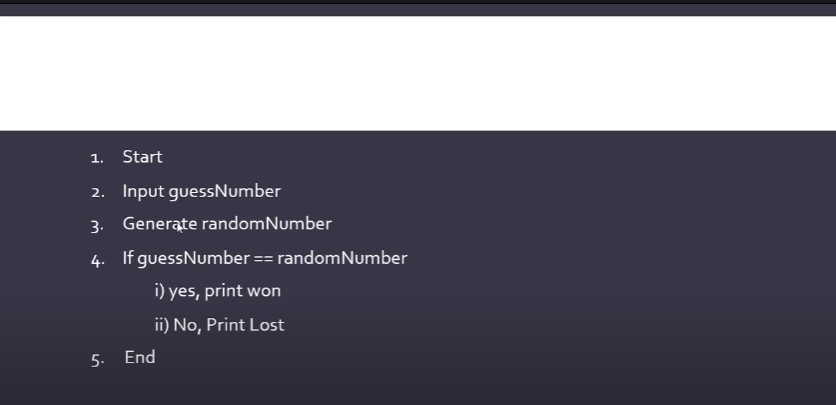 1. Start
2. Input guessNumber
3. Generate randomNumber
4. If guessNumber == randomNumber
i) yes, print won
ii) No, Print Lost
5. End